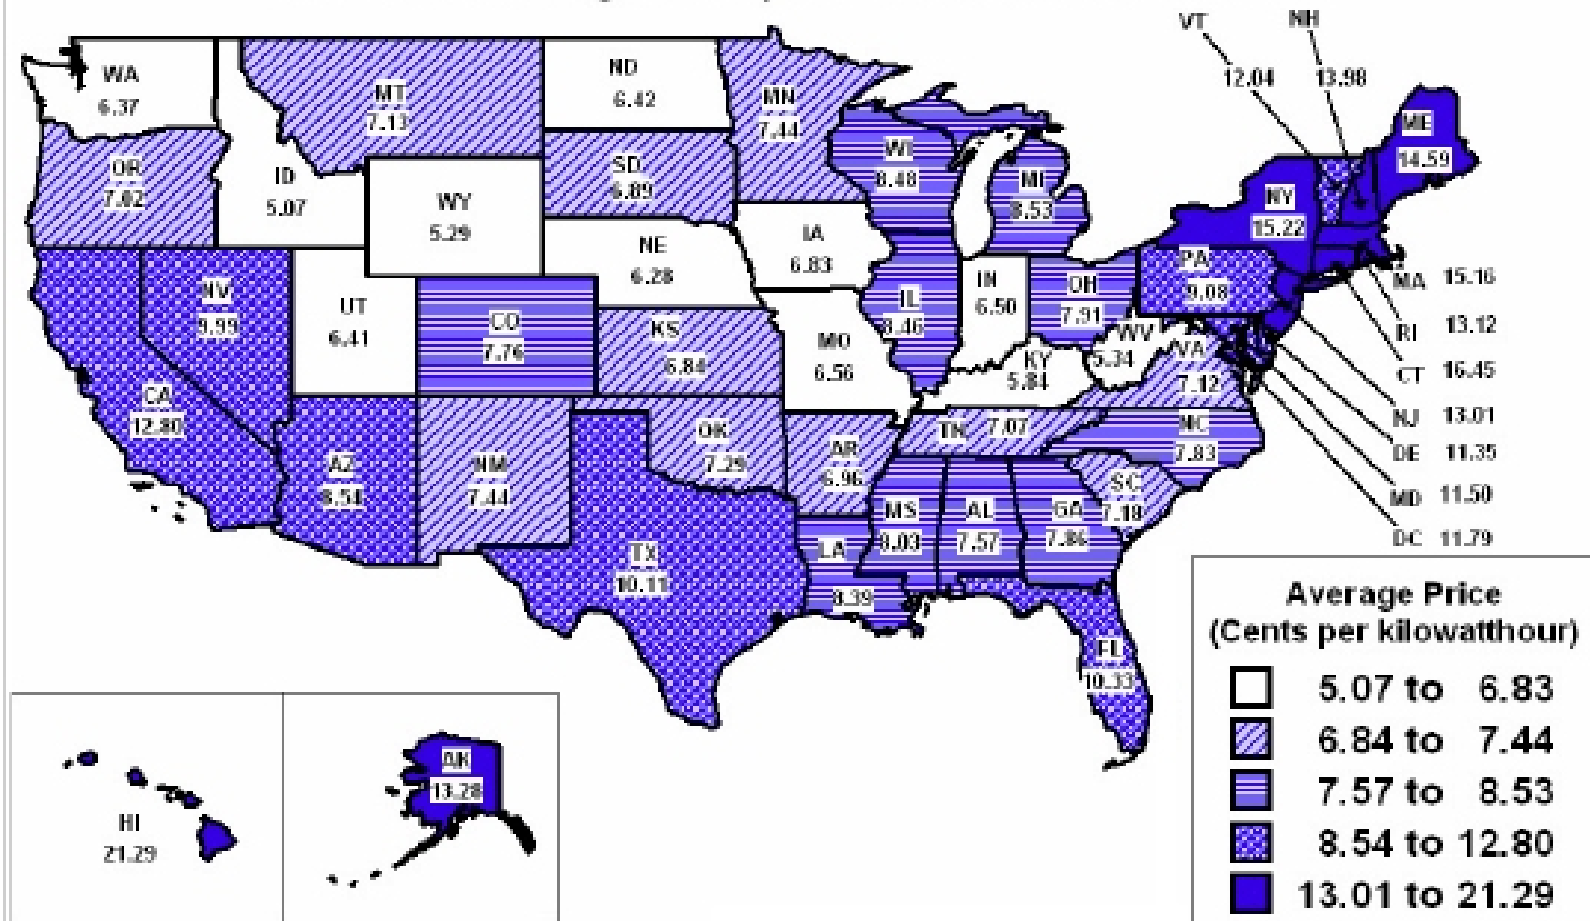 VT
NH
12.04
13.98
WA
6.37
MT
7.13
ND
6.42
MN
7.44
ME
14.59
OR
7.02
ID
5.07
WY
5.29
SD
6.89
WI
8.48
MI
8.53
NY
15.22
NE
6.28
IA
6.83
NV
9.99
UT
6.41
CO
7.76
KS
6.84
MO
6.56
IL
8.46
IN
6.50
OH
7.91
PA
9.08
WV
5.34
VA
7.12
KY
5.84
MA 15.16
RI 13.12
CT 16.45
NJ 13.01
DE 11.35
MD 11.50
DC 11.79
CA
12.80
AZ
8.54
NM
7.44
OK
7.29
AR
6.96
TN 7.07
NC
7.83
SC
7.18
MS
8.03
AL
7.57
GA
7.86
TX
10.11
LA
8.39
FL
10.33
HI
21.29
AK
13.28
Average Price
(Cents per kilowatthour)
5.07 to 6.83
6.84 to 7.44
7.57 to 8.53
8.54 to 12.80
13.01 to 21.29